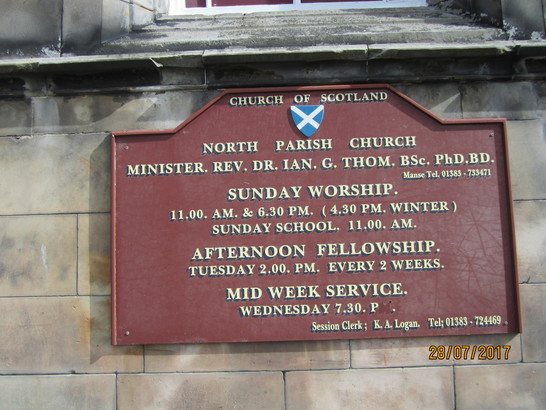 CHURCH OF SCOTLAND
NORTH PARISH CHURCH
MINISTER. REV. DR. IAN. G. THOM. BSc. PhD.BD.
Manse Tel. 01383 - 733471
SUNDAY WORSHIP.
11.00. AM. & 6.30 PM. ( 4.30 PM. WINTER )
SUNDAY SCHOOL. 11.00. AM.
AFTERNOON FELLOWSHIP.
TUESDAY 2.00. PM. EVERY 2 WEEKS.
MID WEEK SERVICE.
WEDNESDAY 7.30.
Session Clerk ; K. A. Logan. Tel; 01383 - 724469
28/07/2017